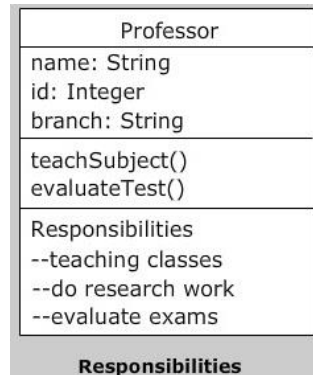 Professor
name: String
id: Integer
branch: String
teachSubject()
evaluateTest()
Responsibilities
--teaching classes
--do research work
--evaluate exams
Responsibilities